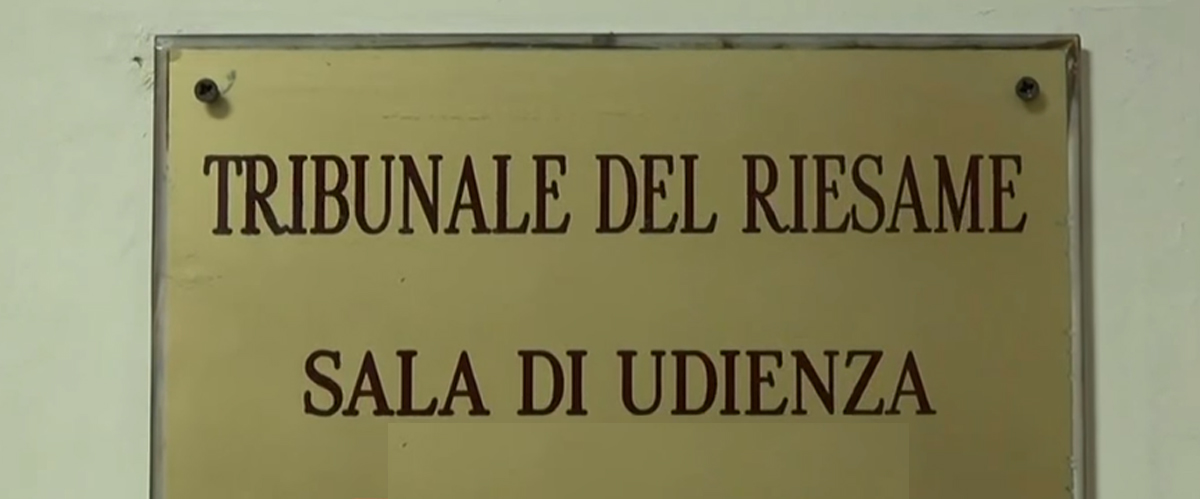 TRIBUNALE DEL RIESAME
SALA DI UDIENZA